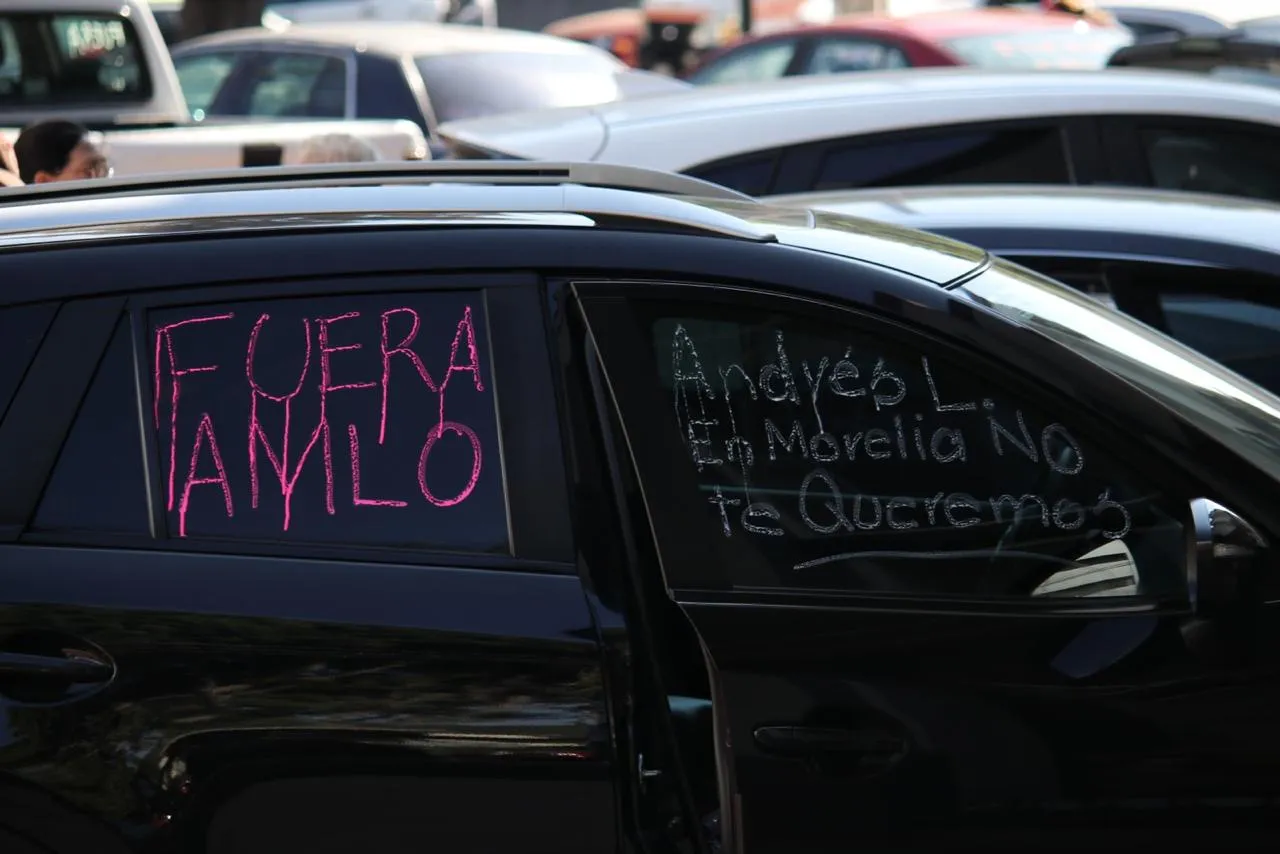 FUERA
AMLO
Andrés L.
En Morelia No
te Queremos